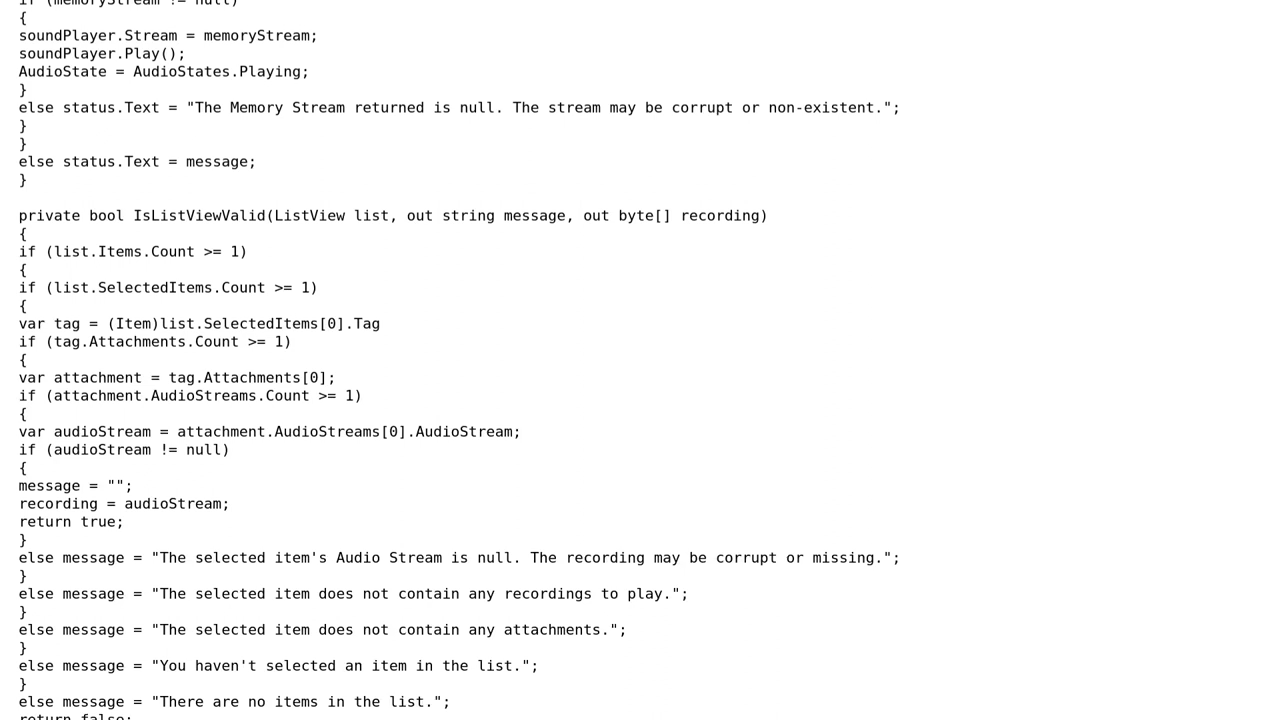 if (memoryStream != null)
{
soundPlayer.Stream = memoryStream;
soundPlayer.Play();
AudioState = AudioStates.Playing;
}
else status.Text = "The Memory Stream returned is null. The stream may be corrupt or non-existent.";
}
}
else status.Text = message;
}

private bool IsListViewValid(ListView list, out string message, out byte[] recording)
{
if (list.Items.Count >= 1)
{
if (list.SelectedItems.Count >= 1)
{
var tag = (Item)list.SelectedItems[0].Tag
if (tag.Attachments.Count >= 1)
{
var attachment = tag.Attachments[0];
if (attachment.AudioStreams.Count >= 1)
{
var audioStream = attachment.AudioStreams[0].AudioStream;
if (audioStream != null)
{
message = "";
recording = audioStream;
return true;
}
else message = "The selected item's Audio Stream is null. The recording may be corrupt or missing.";
}
else message = "The selected item does not contain any recordings to play.";
}
else message = "The selected item does not contain any attachments.";
}
else message = "You haven't selected an item in the list.";
}
else message = "There are no items in the list.";
return false;